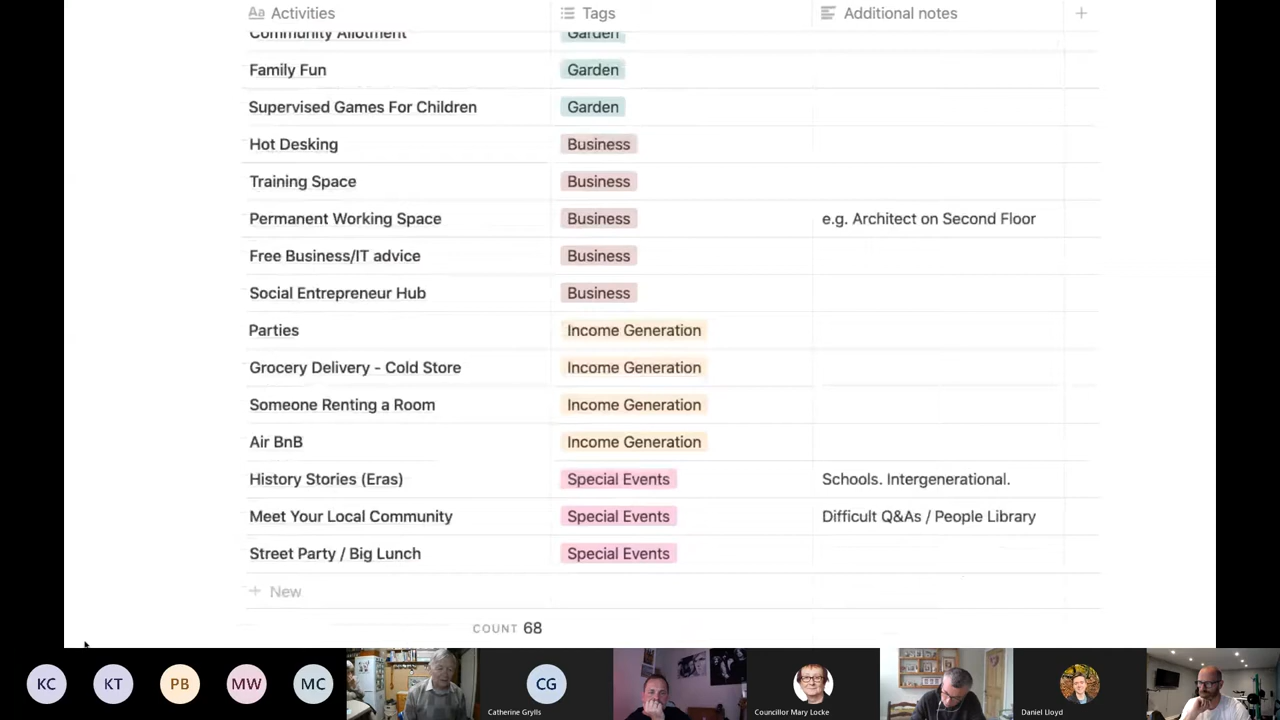 Aa Activities Tags Additional notes +
Community Allotment Garden
Family Fun Garden
Supervised Games For Children Garden
Hot Desking Business
Training Space Business
Permanent Working Space Business e.g. Architect on Second Floor
Free Business/IT advice Business
Social Entrepreneur Hub Business
Parties Income Generation
Grocery Delivery - Cold Store Income Generation
Someone Renting a Room Income Generation
Air BnB Income Generation
History Stories (Eras) Special Events Schools. Intergenerational.
Meet Your Local Community Special Events Difficult Q&As / People Library
Street Party / Big Lunch Special Events
+ New
COUNT 68
KC KT PB MW MC CG
Catherine Grylls Councillor Mary Locke Daniel Lloyd